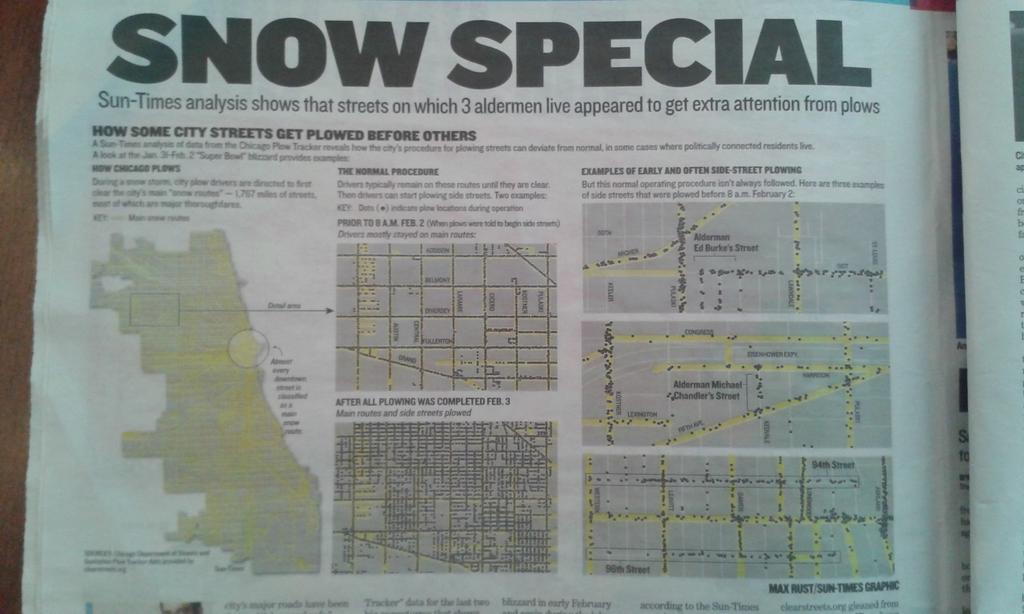 SNOW SPECIAL
Sun-Times analysis shows that streets on which 3 aldermen live appeared to get extra attention from plows
HOW SOME CITY STREETS GET PLOWED BEFORE OTHERS
A Sun-Times analysis of data from the Chicago Plow Tracker reveals how the city's procedure for plowing streets can deviate from normal, in some cases where politically connected residents live.
A look at the Jan. 31-Feb. 2 "Super Bowl" blizzard provides examples:
HOW CHICAGO PLOWS
During a snow storm, city plow drivers are directed to first
clear the city's main "snow routes" — 1,767 miles of streets,
most of which are major thoroughfares.
KEY: Main snow routes
Detail area
Almost
every
downtown
street is
classified
as a
main
snow
route.
SOURCES: Chicago Department of Streets and
Sanitation Plow Tracker data provided by
clearstreets.org
Sun-Times
THE NORMAL PROCEDURE
Drivers typically remain on these routes until they are clear.
Then drivers can start plowing side streets. Two examples:
KEY: Dots (●) indicate plow locations during operation
PRIOR TO 8 A.M. FEB. 2 (When plows were told to begin side streets)
Drivers mostly stayed on main routes:
ADDISON
BELMONT
DIVERSEY
FULLERTON
GRAND
AUSTIN
CENTRAL
LARAMIE
CICERO
KOSTNER
PULASKI
AFTER ALL PLOWING WAS COMPLETED FEB. 3
Main routes and side streets plowed
EXAMPLES OF EARLY AND OFTEN SIDE-STREET PLOWING
But this normal operating procedure isn't always followed. Here are three examples
of side streets that were plowed before 8 a.m. February 2:
50TH
ARCHER
Alderman
Ed Burke's Street
51ST
KEELER
PULASKI
LAWNDALE
ST LOUIS
CONGRESS
EISENHOWER EXPY.
HARRISON
Alderman Michael
Chandler's Street
KOSTNER
LEXINGTON
FIFTH AVE.
KEDVALE
PULASKI
94th Street
WESTERN
LEAVITT
DAMEN
ASHLAND
96th Street
MAX RUST/SUN-TIMES GRAPHIC
city's major roads have been
Tracker" data for the last two
blizzard in early February
according to the Sun-Times
clearstreets.org gleaned from